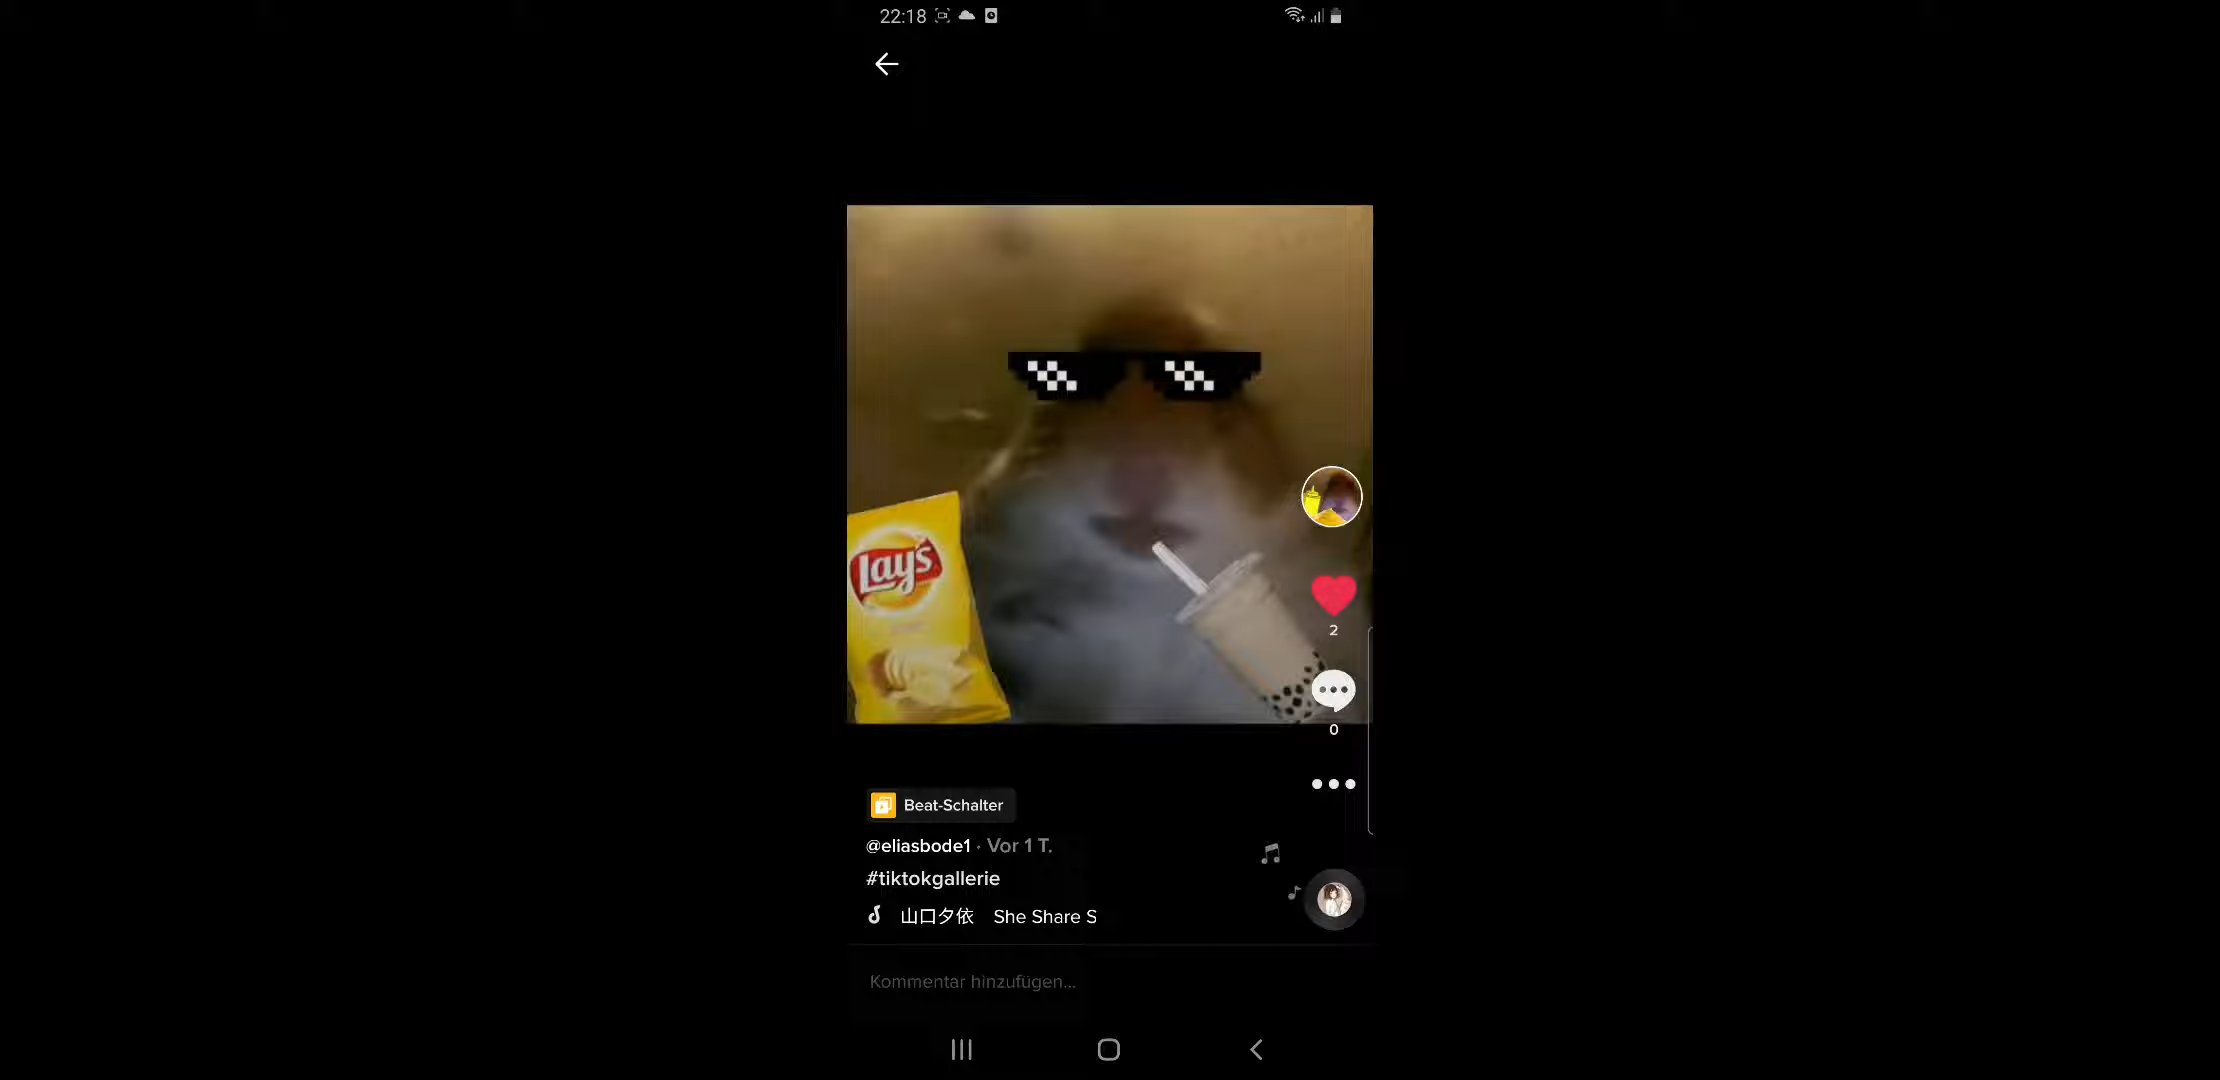 22:18
Lay's
2
0
Beat-Schalter
@eliasbode1 · Vor 1 T.
#tiktokgallerie
山口夕依 She Share S
Kommentar hinzufügen...